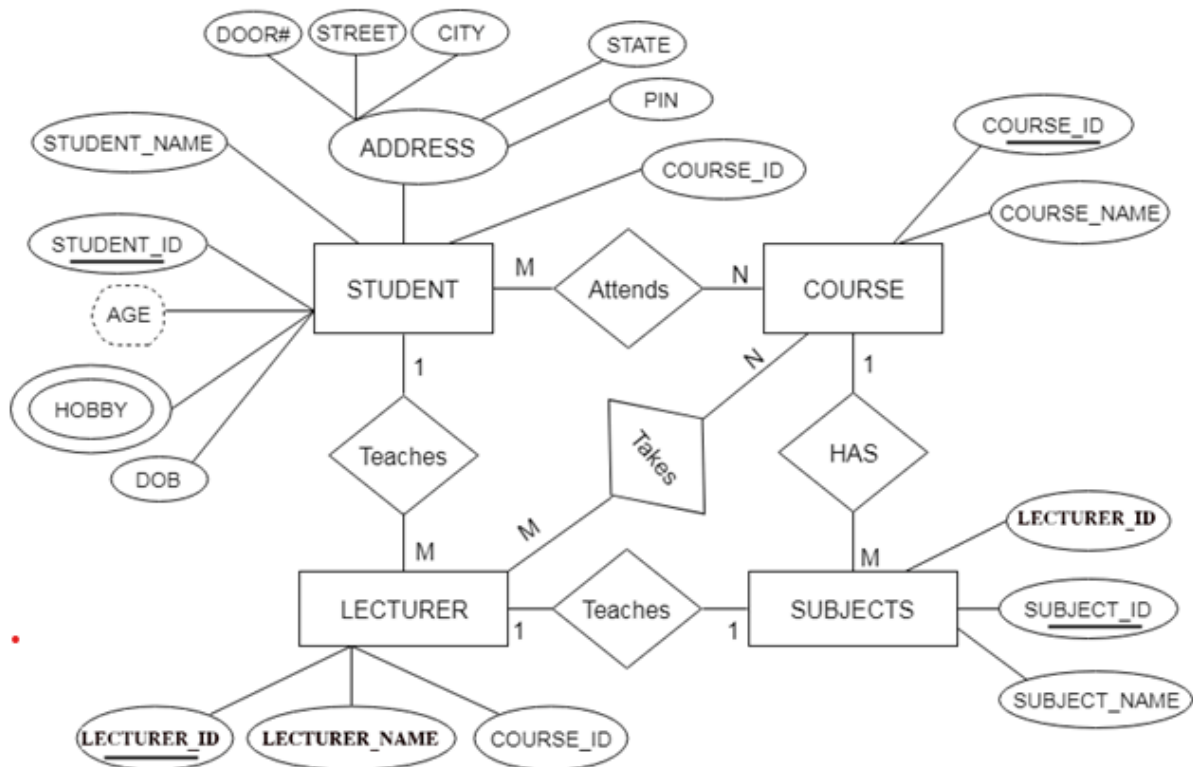 DOOR# STREET CITY
STATE
PIN
ADDRESS
STUDENT_NAME
COURSE_ID
COURSE_ID
COURSE_NAME
STUDENT_ID
AGE
HOBBY
DOB
STUDENT
M
Attends
N
COURSE
1
Teaches
M
N
Takes
M
1
HAS
M
LECTURER
1
Teaches
1
SUBJECTS
LECTURER_ID
SUBJECT_ID
SUBJECT_NAME
LECTURER_ID
LECTURER_NAME
COURSE_ID